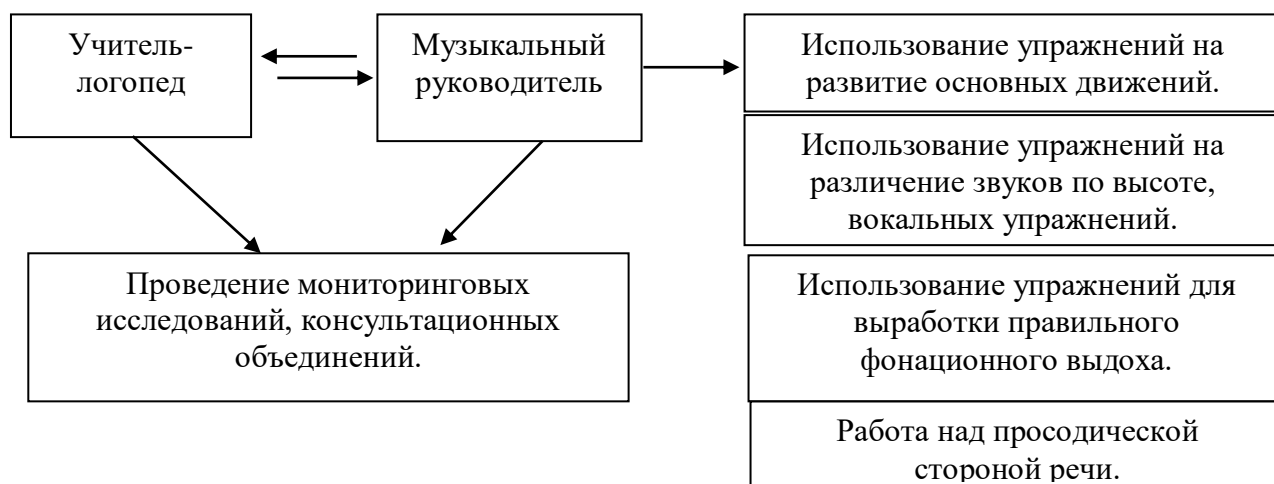 Учитель-
логопед
Музыкальный
руководитель
Использование упражнений на
развитие основных движений.
Использование упражнений на
различение звуков по высоте,
вокальных упражнений.
Проведение мониторинговых
исследований, консультационных
объединений.
Использование упражнений для
выработки правильного
фонационного выдоха.
Работа над просодической
стороной речи.